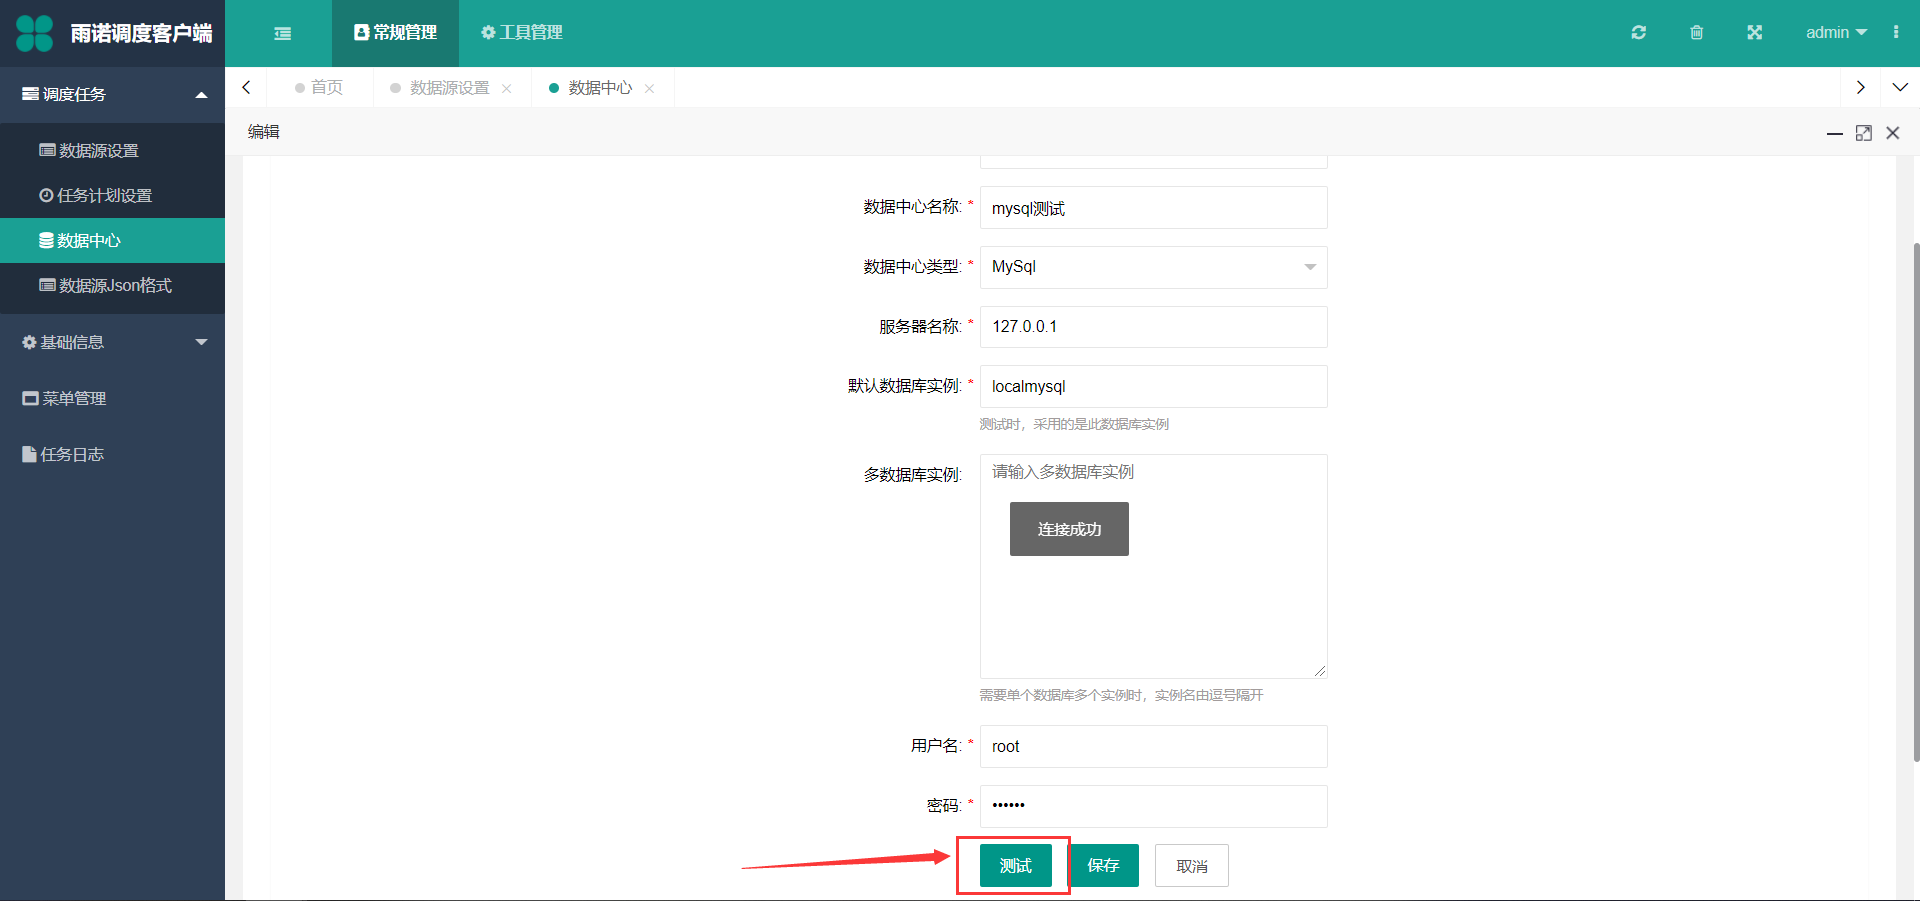 雨诺调度客户端
常规管理
工具管理
admin
调度任务
数据源设置
任务计划设置
数据中心
数据源Json格式
基础信息
菜单管理
任务日志
首页
数据源设置
数据中心
编辑
数据中心名称: *
mysql测试
数据中心类型: *
MySql
服务器名称: *
127.0.0.1
默认数据库实例: *
localmysql
测试时，采用的是此数据库实例
多数据库实例:
请输入多数据库实例
连接成功
需要单个数据库多个实例时，实例名由逗号隔开
用户名: *
root
密码: *
••••••
测试
保存
取消